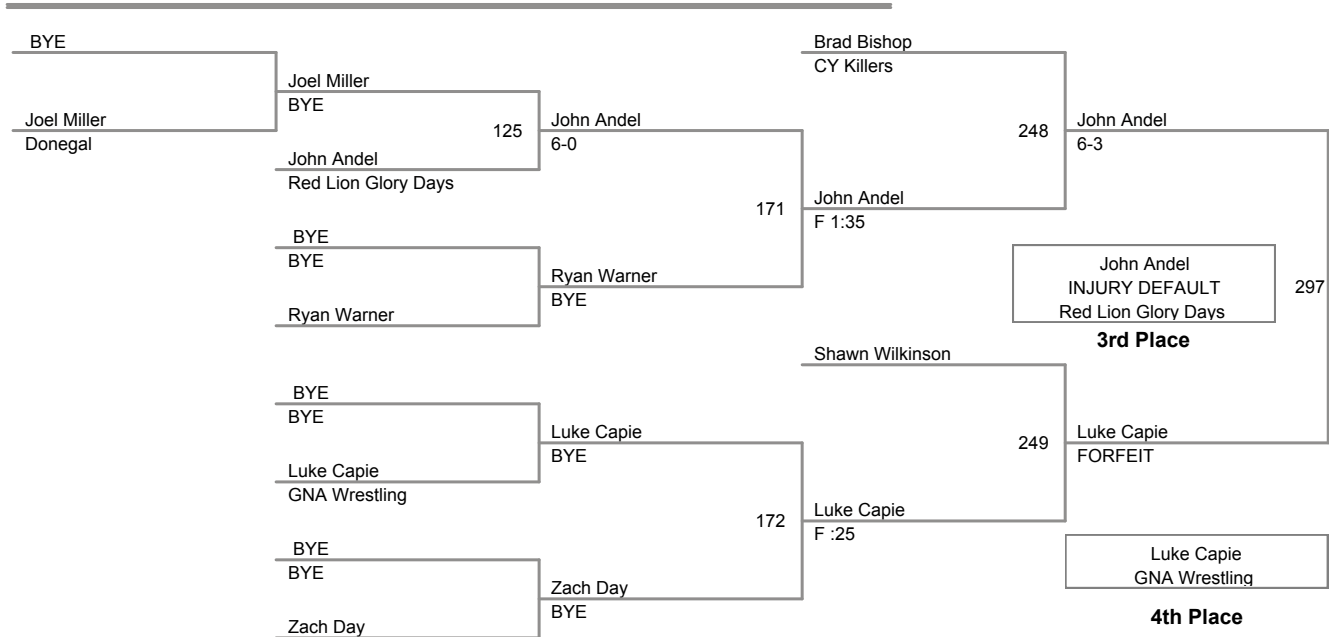 BYE
Joel Miller
Donegal
Joel Miller
BYE
125
John Andel
Red Lion Glory Days
John Andel
6-0
BYE
BYE
Ryan Warner
Ryan Warner
BYE
171
John Andel
F 1:35
Brad Bishop
CY Killers
248
John Andel
6-3
John Andel
INJURY DEFAULT
Red Lion Glory Days
297
3rd Place
BYE
BYE
Luke Capie
GNA Wrestling
Luke Capie
BYE
BYE
BYE
Zach Day
Zach Day
BYE
172
Luke Capie
F :25
Shawn Wilkinson
249
Luke Capie
FORFEIT
Luke Capie
GNA Wrestling
4th Place